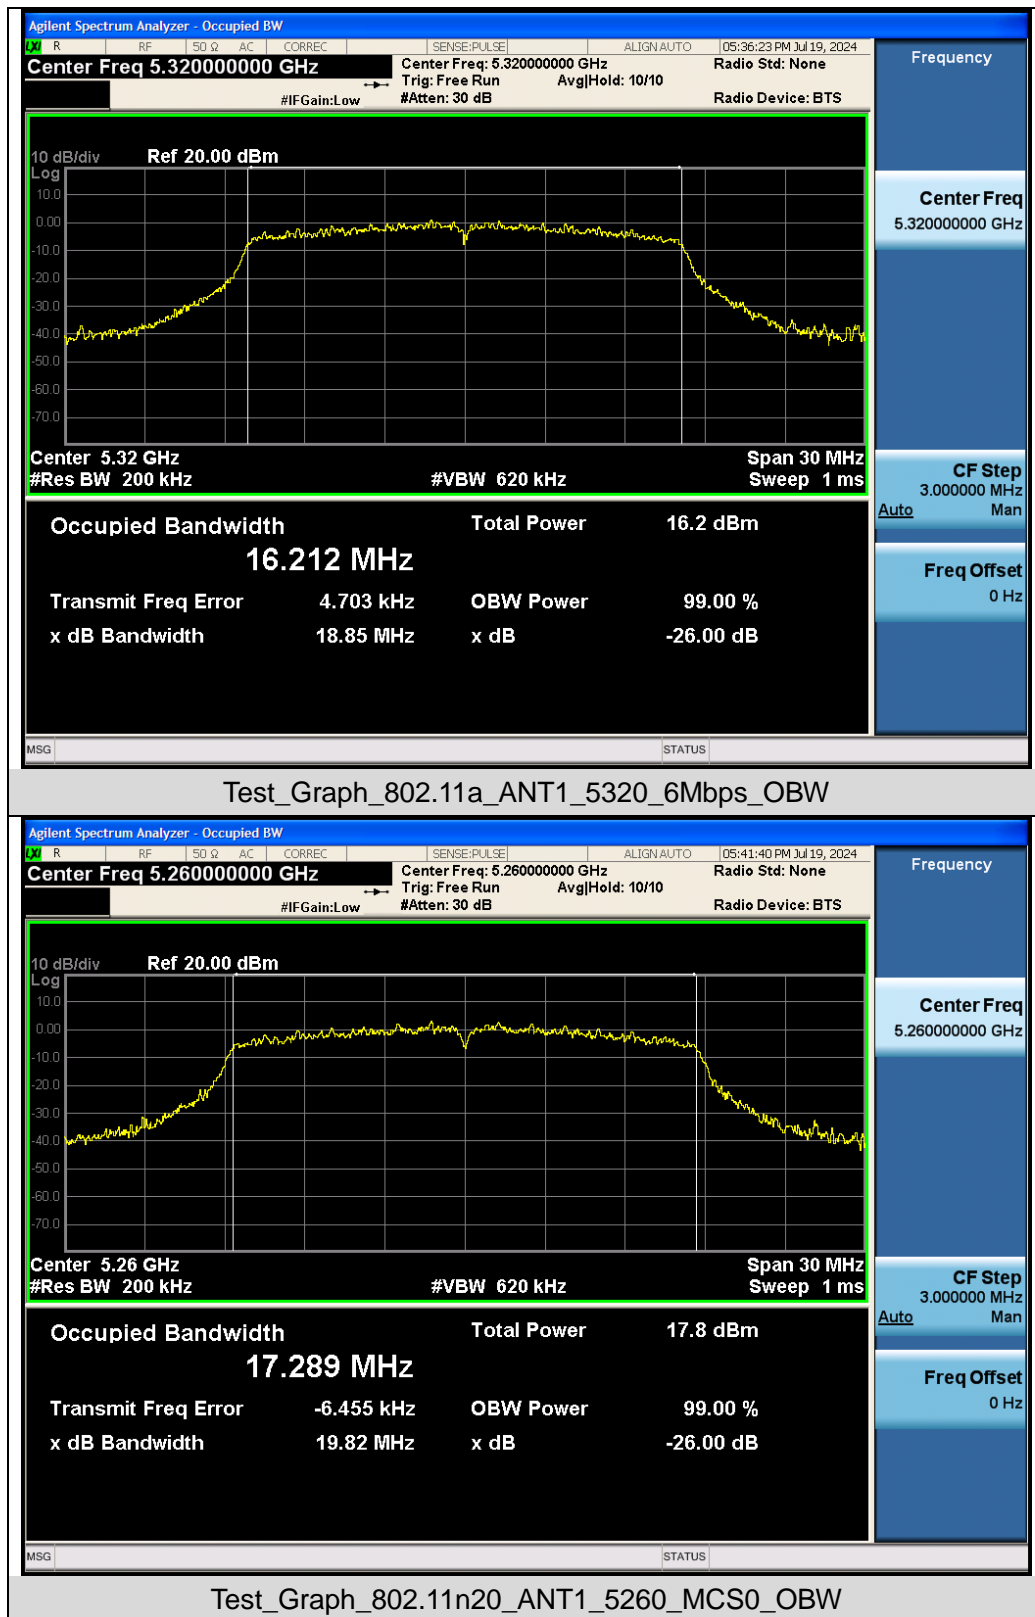 Agilent Spectrum Analyzer - Occupied BW
LXI R RF 50 Ω AC CORREC SENSE:PULSE ALIGN AUTO 05:36:23 PM Jul 19, 2024
Center Freq 5.320000000 GHz
Center Freq: 5.320000000 GHz Radio Std: None
Trig: Free Run Avg|Hold: 10/10
#IFGain:Low #Atten: 30 dB Radio Device: BTS
Frequency
10 dB/div Ref 20.00 dBm
Log
10.0
0.00
-10.0
-20.0
-30.0
-40.0
-50.0
-60.0
-70.0
Center Freq
5.320000000 GHz
Center 5.32 GHz Span 30 MHz
#Res BW 200 kHz #VBW 620 kHz Sweep 1 ms
CF Step
3.000000 MHz
Auto Man
Occupied Bandwidth Total Power 16.2 dBm
16.212 MHz
Freq Offset
0 Hz
Transmit Freq Error 4.703 kHz OBW Power 99.00 %
x dB Bandwidth 18.85 MHz x dB -26.00 dB
MSG STATUS
Test_Graph_802.11a_ANT1_5320_6Mbps_OBW
Agilent Spectrum Analyzer - Occupied BW
LXI R RF 50 Ω AC CORREC SENSE:PULSE ALIGN AUTO 05:41:40 PM Jul 19, 2024
Center Freq 5.260000000 GHz
Center Freq: 5.260000000 GHz Radio Std: None
Trig: Free Run Avg|Hold: 10/10
#IFGain:Low #Atten: 30 dB Radio Device: BTS
Frequency
10 dB/div Ref 20.00 dBm
Log
10.0
0.00
-10.0
-20.0
-30.0
-40.0
-50.0
-60.0
-70.0
Center Freq
5.260000000 GHz
Center 5.26 GHz Span 30 MHz
#Res BW 200 kHz #VBW 620 kHz Sweep 1 ms
CF Step
3.000000 MHz
Auto Man
Occupied Bandwidth Total Power 17.8 dBm
17.289 MHz
Freq Offset
0 Hz
Transmit Freq Error -6.455 kHz OBW Power 99.00 %
x dB Bandwidth 19.82 MHz x dB -26.00 dB
MSG STATUS
Test_Graph_802.11n20_ANT1_5260_MCS0_OBW